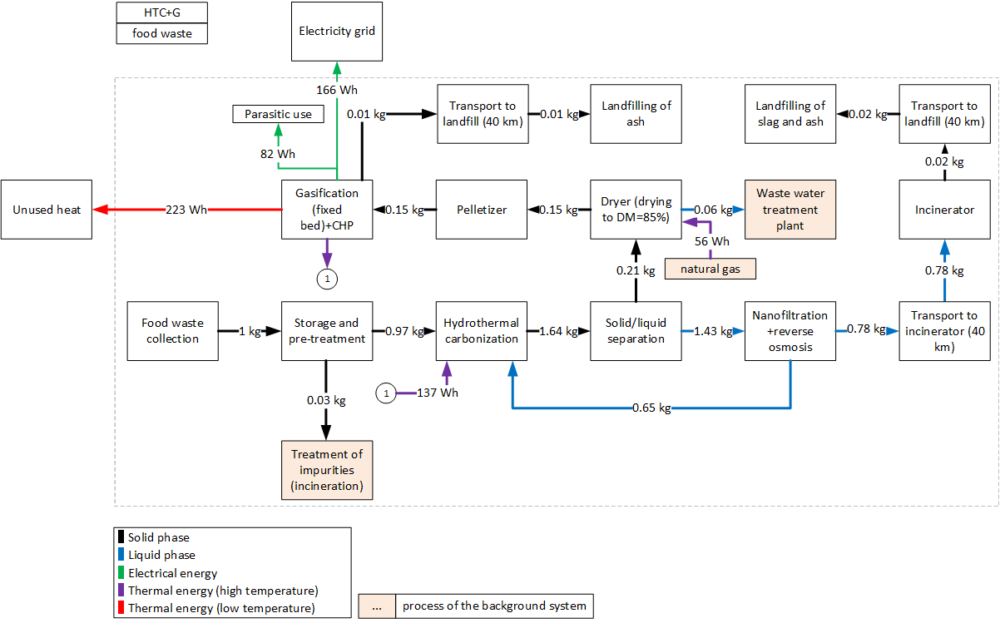 HTC+G
food waste
Electricity grid
166 Wh
Parasitic use
82 Wh
0.01 kg
Transport to
landfill (40 km)
0.01 kg
Landfilling of
ash
Landfilling of
slag and ash
0.02 kg
Transport to
landfill (40 km)
0.02 kg
Unused heat
223 Wh
Gasification
(fixed
bed)+CHP
0.15 kg
Pelletizer
0.15 kg
Dryer (drying
to DM=85%)
0.06 kg
Waste water
treatment
plant
Incinerator
56 Wh
natural gas
1
0.21 kg
0.78 kg
Food waste
collection
1 kg
Storage and
pre-treatment
0.97 kg
Hydrothermal
carbonization
1.64 kg
Solid/liquid
separation
1.43 kg
Nanofiltration
+reverse
osmosis
0.78 kg
Transport to
incinerator (40
km)
0.03 kg
1
137 Wh
0.65 kg
Treatment of
impurities
(incineration)
Solid phase
Liquid phase
Electrical energy
Thermal energy (high temperature)
Thermal energy (low temperature)
...
process of the background system